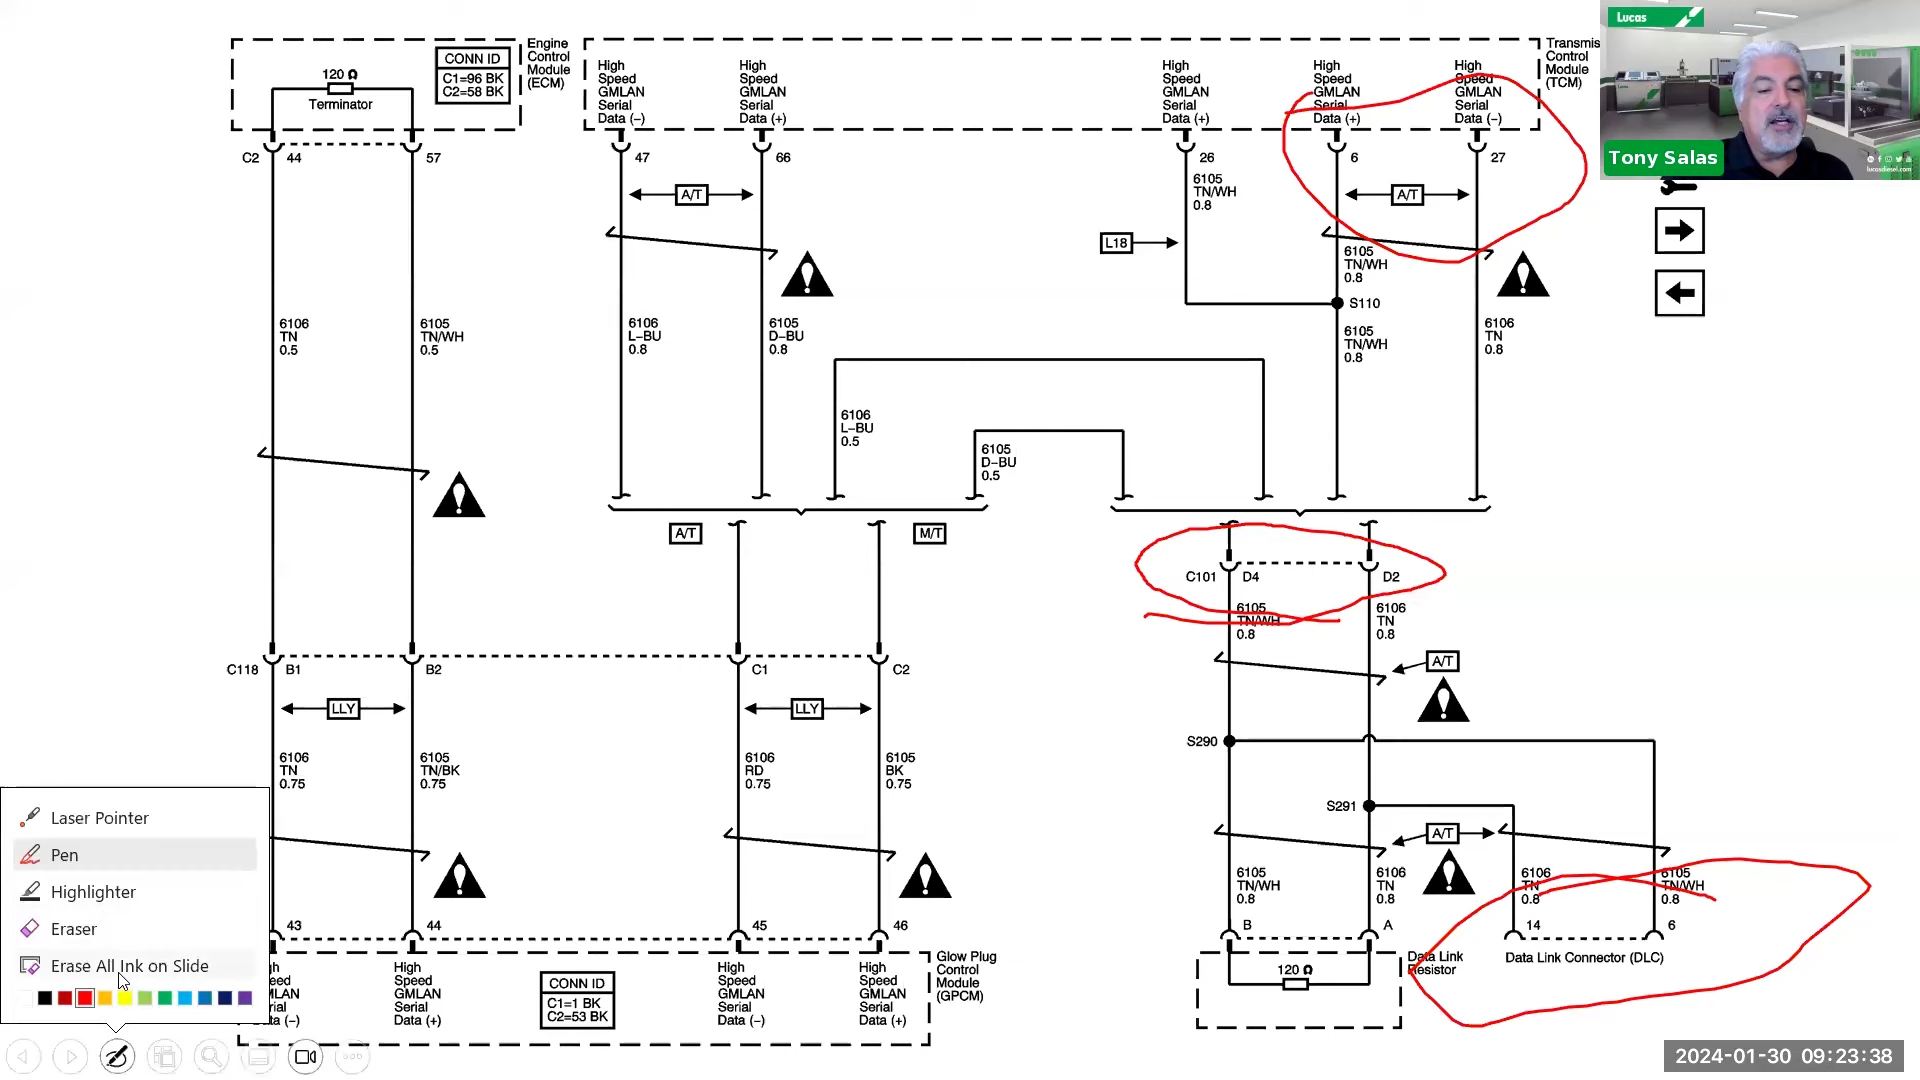 Lucas
Tony Salas
lucasdiesel.com
Engine
Control
Module
(ECM)
CONN ID
C1=96 BK
C2=58 BK
120 Ω
Terminator
High
Speed
GMLAN
Serial
Data (−)
High
Speed
GMLAN
Serial
Data (+)
High
Speed
GMLAN
Serial
Data (+)
High
Speed
GMLAN
Serial
Data (+)
High
Speed
GMLAN
Serial
Data (−)
Transmis
Control
Module
(TCM)
C2 44 57
47 66
26 6 27
A/T
A/T
6105
TN/WH
0.8
L18
6105
TN/WH
0.8
S110
6106
TN
0.5
6105
TN/WH
0.5
6106
L−BU
0.8
6105
D−BU
0.8
6105
TN/WH
0.8
6106
TN
0.8
6106
L−BU
0.5
6105
D−BU
0.5
A/T
M/T
C101 D4 D2
6105
TN/WH
0.8
6106
TN
0.8
C118 B1 B2 C1 C2
A/T
LLY
LLY
S290
6106
TN
0.75
6105
TN/BK
0.75
6106
RD
0.75
6105
BK
0.75
S291
A/T
6105
TN/WH
0.8
6106
TN
0.8
6106
TN
0.8
6105
TN/WH
0.8
43 44 45 46
B A 14 6
High
Speed
GMLAN
Serial
Data (+)
CONN ID
C1=1 BK
C2=53 BK
High
Speed
GMLAN
Serial
Data (−)
High
Speed
GMLAN
Serial
Data (+)
Glow Plug
Control
Module
(GPCM)
120 Ω
Data Link
Resistor
Data Link Connector (DLC)
Laser Pointer
Pen
Highlighter
Eraser
Erase All Ink on Slide
gh
eed
MLAN
rial
ta (−)
2024-01-30 09:23:38